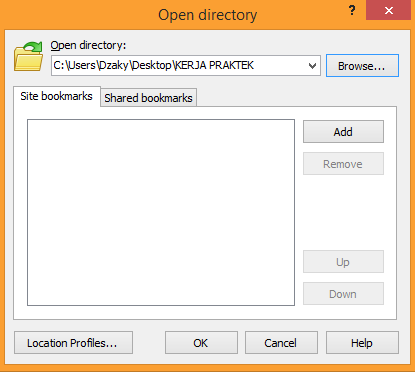 Open directory
?
Open directory:
C:\Users\Dzaky\Desktop\KERJA PRAKTEK
Browse...
Site bookmarks
Shared bookmarks
Add
Remove
Up
Down
Location Profiles...
OK
Cancel
Help